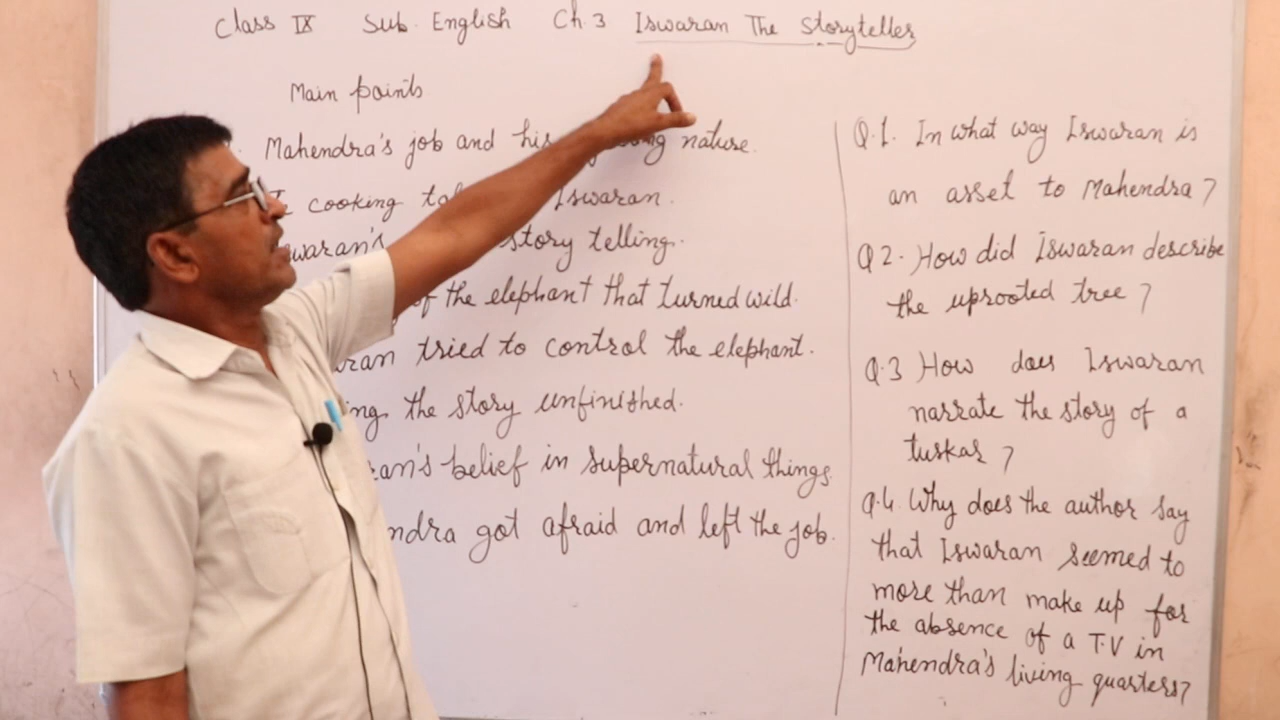 Class IX Sub. English Ch.3 Iswaran The Storyteller
Main points
Mahendra's job and his nature.
cooking Iswaran.
story telling.
of the elephant that turned wild.
tried to control the elephant.
the story unfinished.
belief in supernatural things.
got afraid and left the job.
Q.1. In what way Iswaran is
an asset to Mahendra?
Q2. How did Iswaran describe
the uprooted tree?
Q.3 How does Iswaran
narrate the story of a
tuskar?
Q.4. Why does the author say
that Iswaran seemed to
more than make up for
the absence of a T.V in
Mahendra's living quarters?